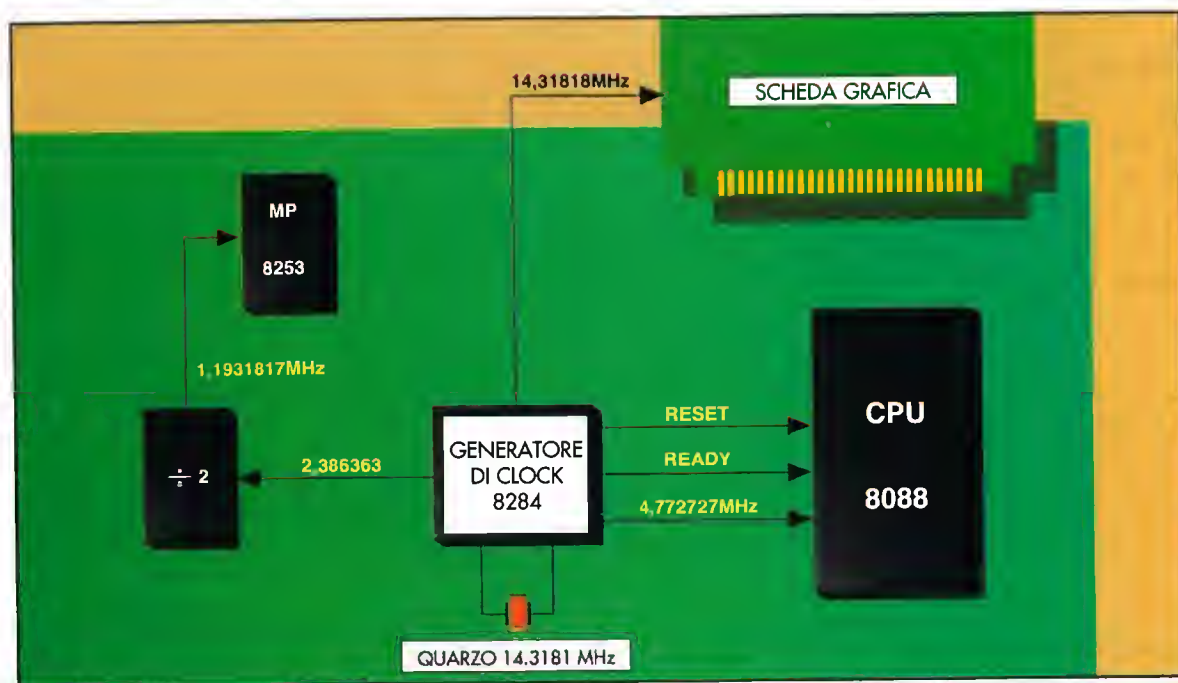 14,31818MHz
SCHEDA GRAFICA
MP
8253
1,1931817MHz
÷ 2
2,386363
GENERATORE
DI CLOCK
8284
RESET
READY
4,772727MHz
CPU
8088
QUARZO 14.3181 MHz